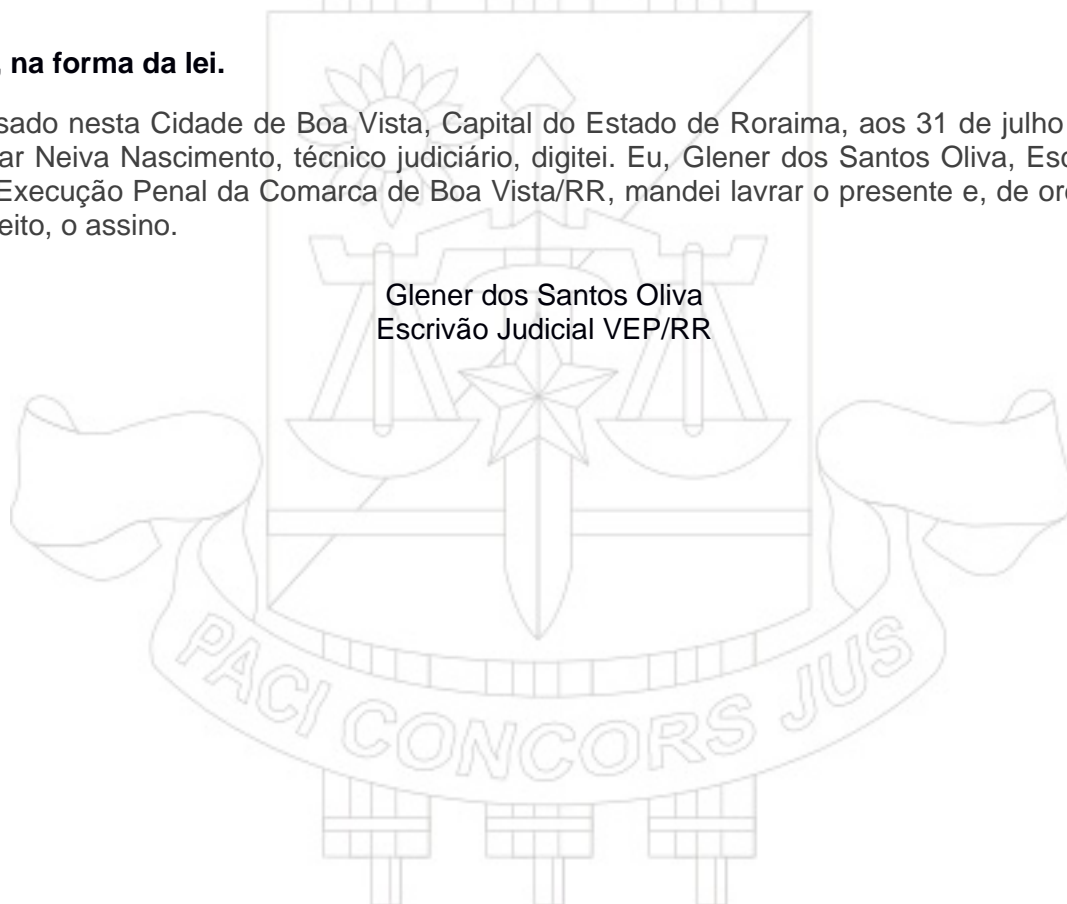 , na forma da lei.
sado nesta Cidade de Boa Vista, Capital do Estado de Roraima, aos 31 de julho
ar Neiva Nascimento, técnico judiciário, digitei. Eu, Glener dos Santos Oliva, Esc
Execução Penal da Comarca de Boa Vista/RR, mandei lavrar o presente e, de or
eito, o assino.
Glener dos Santos Oliva
Escrivão Judicial VEP/RR
PACI CONCORS JUS